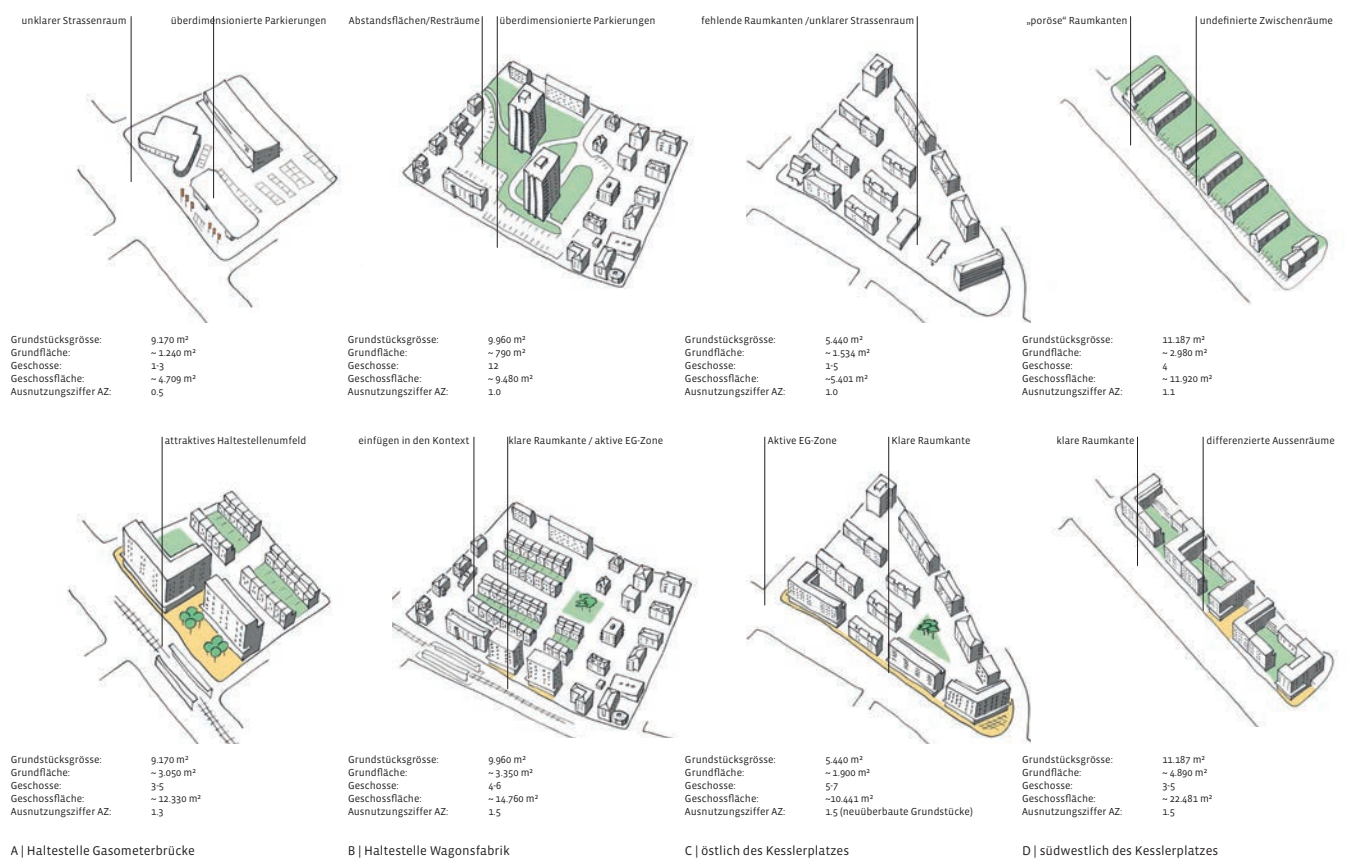 unklarer Strassenraum
überdimensionierte Parkierungen
Abstandsflächen/Resträume
überdimensionierte Parkierungen
fehlende Raumkanten /unklarer Strassenraum
„poröse“ Raumkanten
undefinierte Zwischenräume
Grundstücksgrösse: 9.170 m²
Grundfläche: ~ 1.240 m²
Geschosse: 1-3
Geschossfläche: ~ 4.709 m²
Ausnutzungsziffer AZ: 0.5
Grundstücksgrösse: 9.960 m²
Grundfläche: ~ 790 m²
Geschosse: 12
Geschossfläche: ~ 9.480 m²
Ausnutzungsziffer AZ: 1.0
Grundstücksgrösse: 5.440 m²
Grundfläche: ~ 1.534 m²
Geschosse: 1-5
Geschossfläche: ~5.401 m²
Ausnutzungsziffer AZ: 1.0
Grundstücksgrösse: 11.187 m²
Grundfläche: ~ 2.980 m²
Geschosse: 4
Geschossfläche: ~ 11.920 m²
Ausnutzungsziffer AZ: 1.1
attraktives Haltestellenumfeld
einfügen in den Kontext
klare Raumkante / aktive EG-Zone
Aktive EG-Zone
Klare Raumkante
klare Raumkante
differenzierte Aussenräume
Grundstücksgrösse: 9.170 m²
Grundfläche: ~ 3.050 m²
Geschosse: 3-5
Geschossfläche: ~ 12.330 m²
Ausnutzungsziffer AZ: 1.3
Grundstücksgrösse: 9.960 m²
Grundfläche: ~ 3.350 m²
Geschosse: 4-6
Geschossfläche: ~ 14.760 m²
Ausnutzungsziffer AZ: 1.5
Grundstücksgrösse: 5.440 m²
Grundfläche: ~ 1.900 m²
Geschosse: 5-7
Geschossfläche: ~10.441 m²
Ausnutzungsziffer AZ: 1.5 (neuüberbaute Grundstücke)
Grundstücksgrösse: 11.187 m²
Grundfläche: ~ 4.890 m²
Geschosse: 3-5
Geschossfläche: ~ 22.481 m²
Ausnutzungsziffer AZ: 1.5
A | Haltestelle Gasometerbrücke
B | Haltestelle Wagonsfabrik
C | östlich des Kesslerplatzes
D | südwestlich des Kesslerplatzes